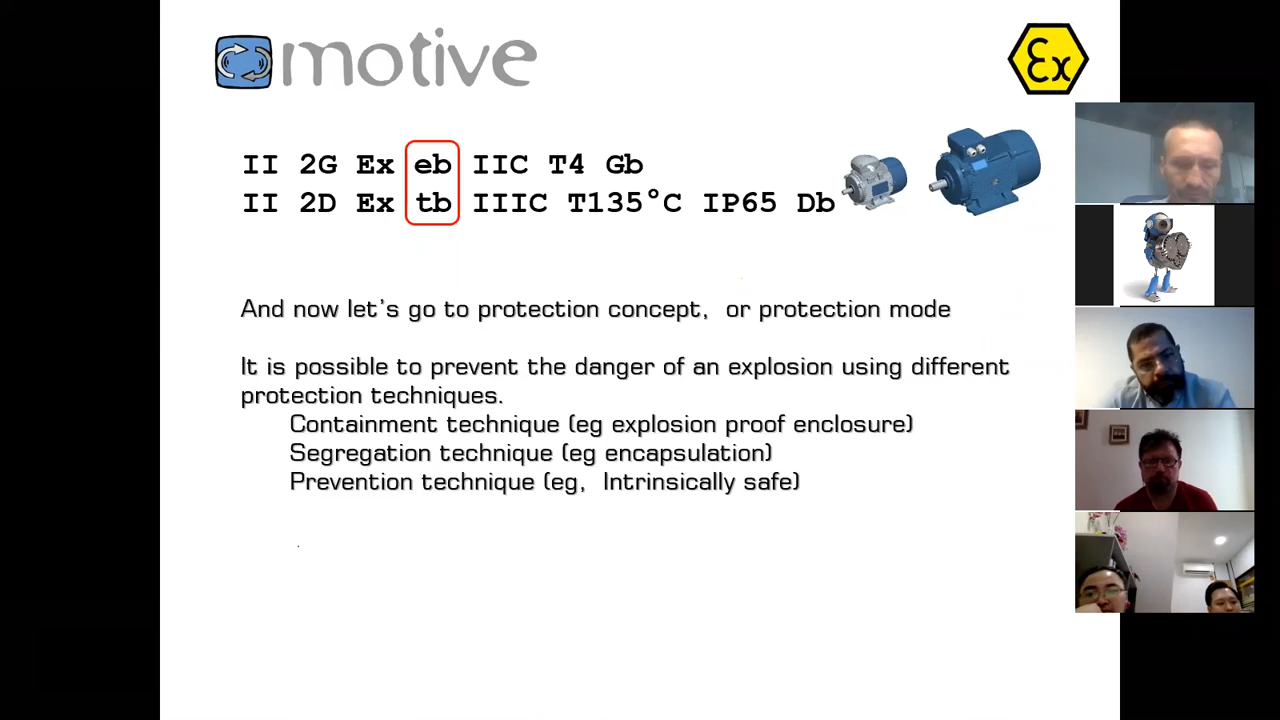 motive
Ex
II 2G Ex eb IIC T4 Gb
II 2D Ex tb IIIC T135°C IP65 Db
And now let's go to protection concept, or protection mode
It is possible to prevent the danger of an explosion using different
protection techniques.
Containment technique (eg explosion proof enclosure)
Segregation technique (eg encapsulation)
Prevention technique (eg, Intrinsically safe)